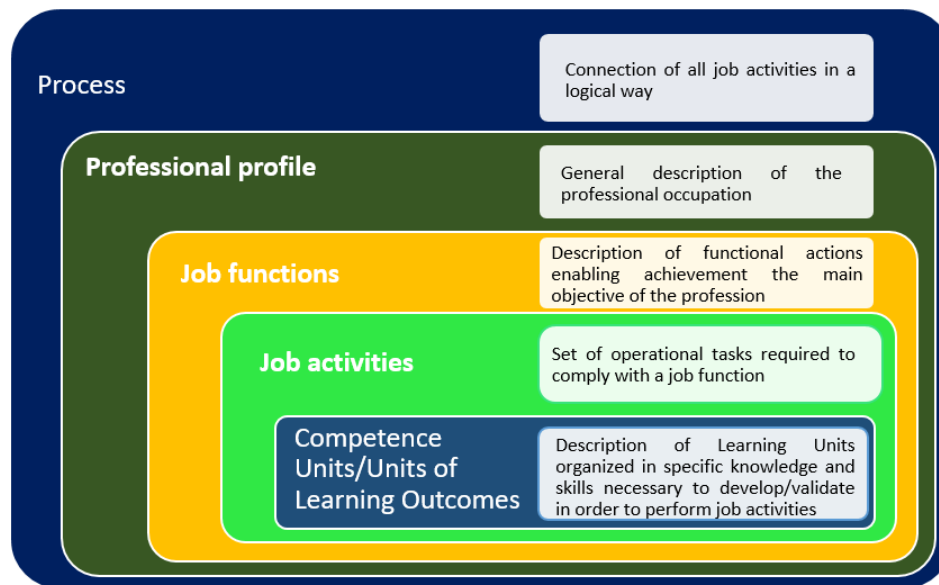 Process
Connection of all job activities in a
logical way
Professional profile
General description of the
professional occupation
Job functions
Description of functional actions
enabling achievement the main
objective of the profession
Job activities
Set of operational tasks required to
comply with a job function
Competence
Units/Units of
Learning Outcomes
Description of Learning Units
organized in specific knowledge and
skills necessary to develop/validate
in order to perform job activities